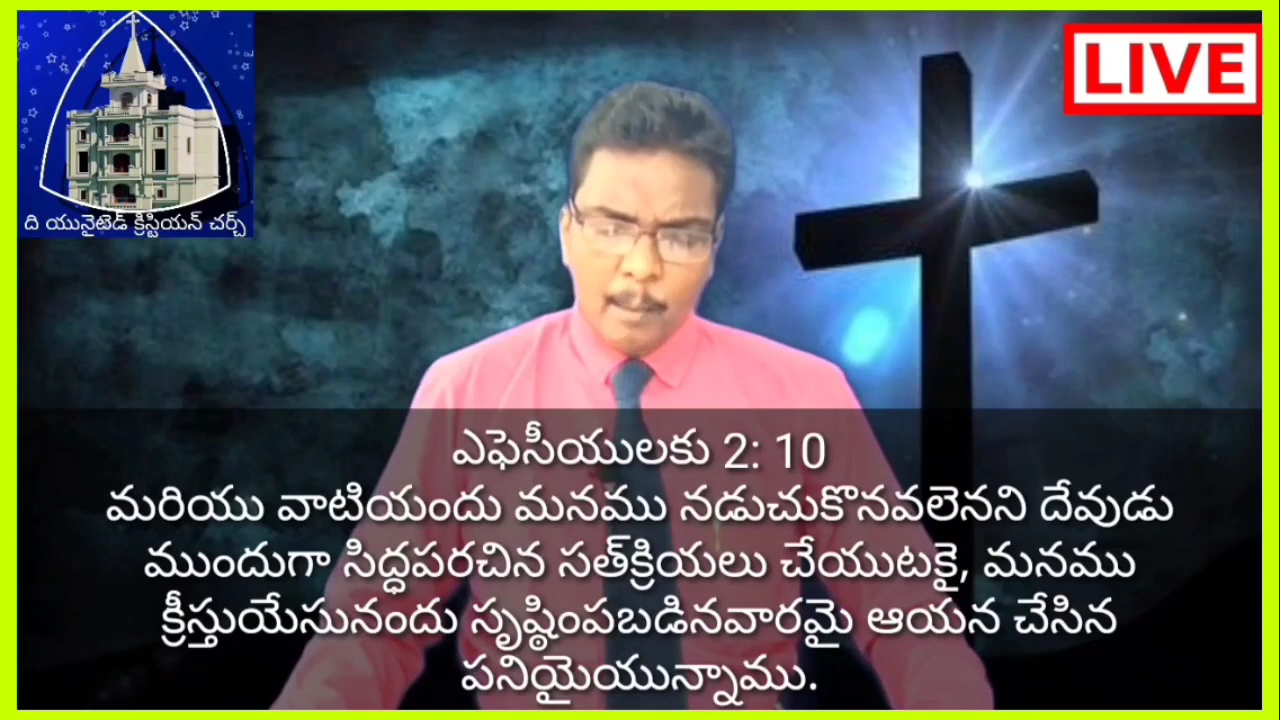 LIVE
ది యునైటెడ్ క్రిస్టియన్ చర్చ్
ఎఫెసీయులకు 2: 10
మరియు వాటియందు మనము నడుచుకొనవలెనని దేవుడు
ముందుగా సిద్ధపరచిన సత్‌క్రియలు చేయుటకై, మనము
క్రీస్తుయేసునందు సృష్ఠింపబడినవారమై ఆయన చేసిన
పనియైయున్నాము.